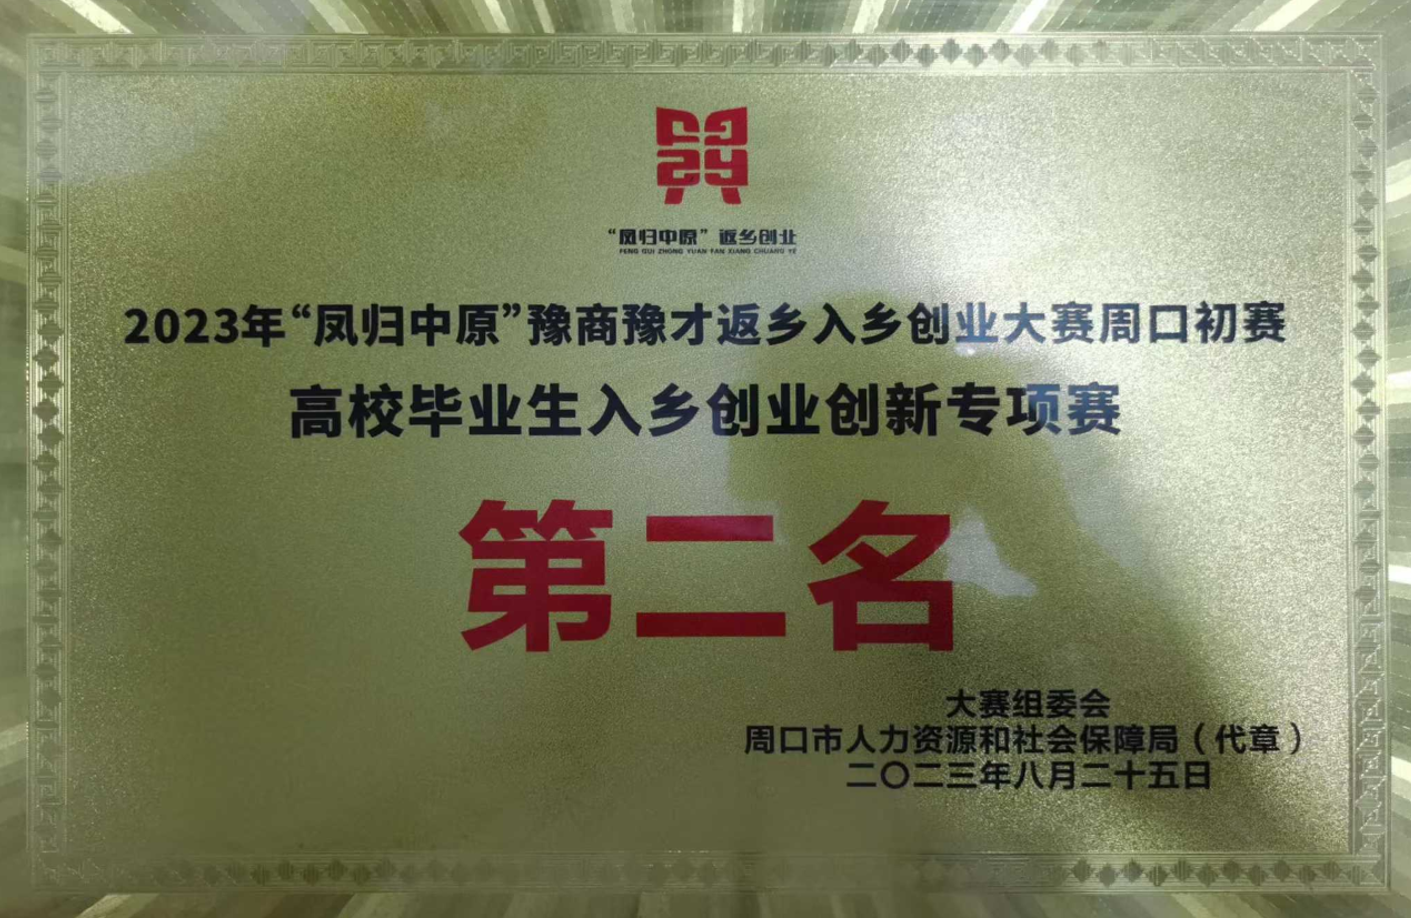 “凤归中原”返乡创业
FENG GUI ZHONG YUAN FAN XIANG CHUANG YE
2023年“凤归中原”豫商豫才返乡入乡创业大赛周口初赛
高校毕业生入乡创业创新专项赛
第二名
大赛组委会
周口市人力资源和社会保障局（代章）
二〇二三年八月二十五日